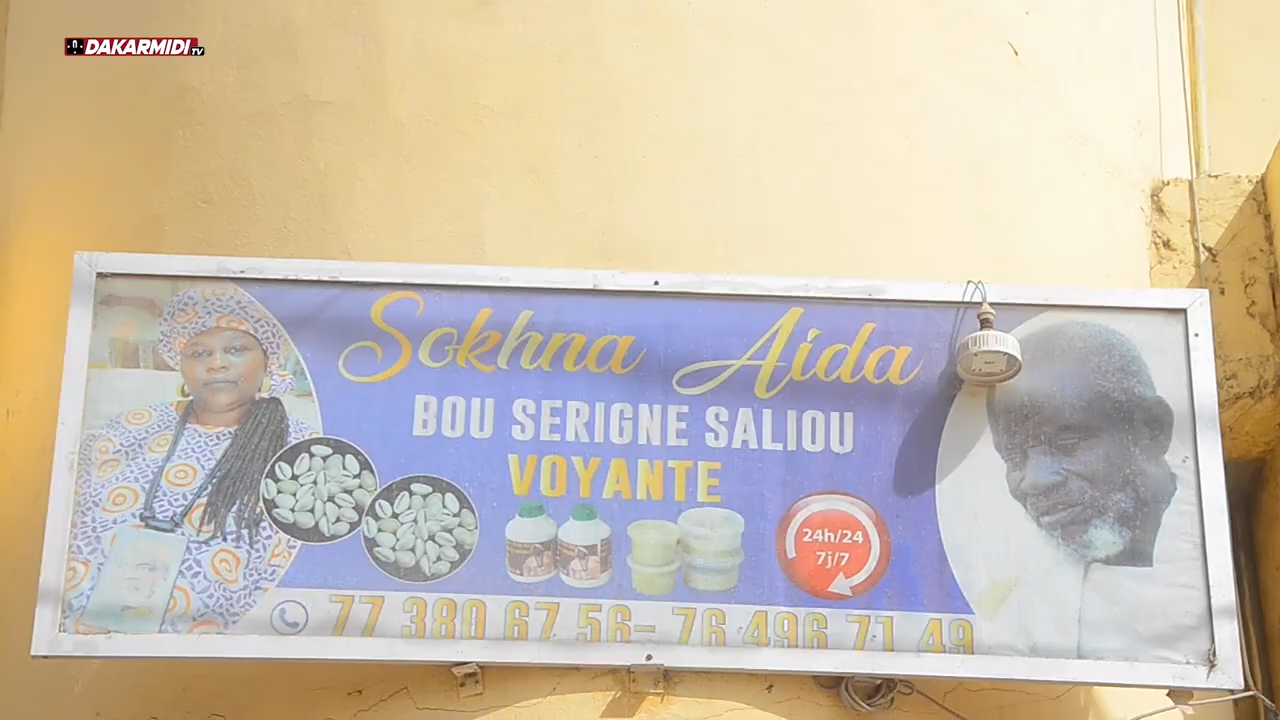 DAKARMIDI TV
Sokhna Aida
BOU SERIGNE SALIOU
VOYANTE
24h/24
7j/7
77 380 67 56- 76 496 71 49